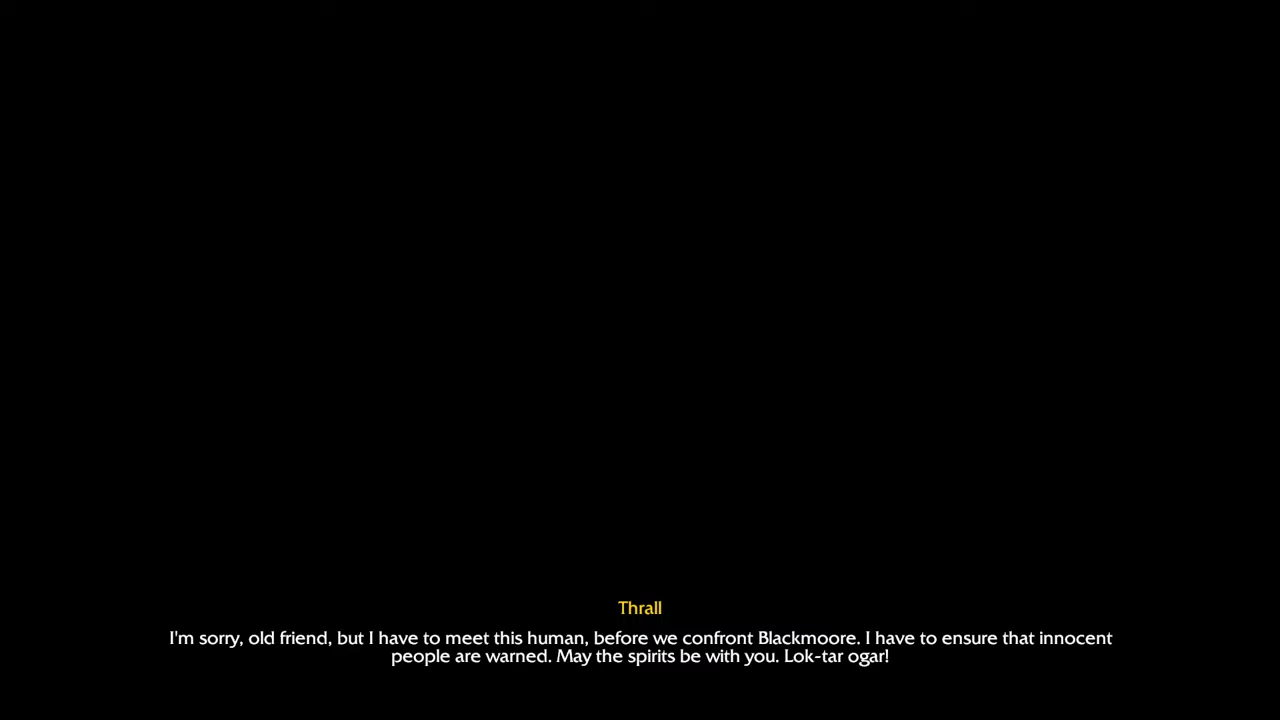 Thrall
I'm sorry, old friend, but I have to meet this human, before we confront Blackmoore. I have to ensure that innocent
people are warned. May the spirits be with you. Lok-tar ogar!